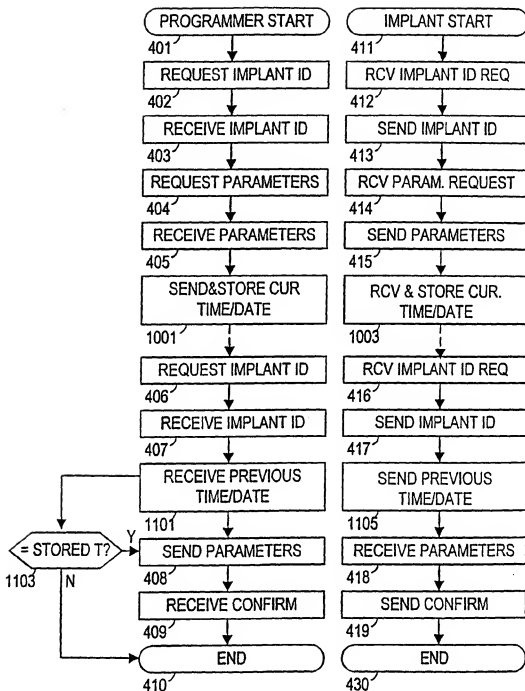 PROGRAMMER START
401
REQUEST IMPLANT ID
402
RECEIVE IMPLANT ID
403
REQUEST PARAMETERS
404
RECEIVE PARAMETERS
405
SEND&STORE CUR
TIME/DATE
1001
REQUEST IMPLANT ID
406
RECEIVE IMPLANT ID
407
RECEIVE PREVIOUS
TIME/DATE
1101
= STORED T?
Y
1103
N
SEND PARAMETERS
408
RECEIVE CONFIRM
409
END
410
IMPLANT START
411
RCV IMPLANT ID REQ
412
SEND IMPLANT ID
413
RCV PARAM. REQUEST
414
SEND PARAMETERS
415
RCV & STORE CUR.
TIME/DATE
1003
RCV IMPLANT ID REQ
416
SEND IMPLANT ID
417
SEND PREVIOUS
TIME/DATE
1105
RECEIVE PARAMETERS
418
SEND CONFIRM
419
END
430